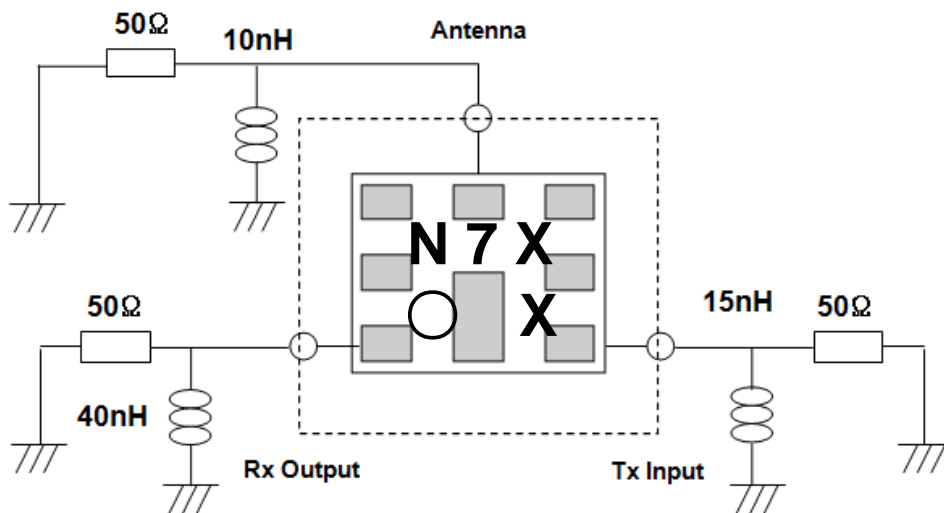 50Ω
10nH
Antenna
N 7 X
X
50Ω
40nH
Rx Output
15nH
50Ω
Tx Input